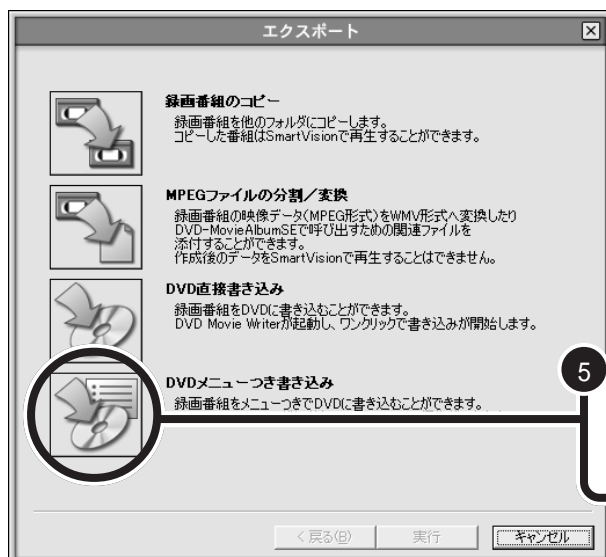 エクスポート
録画番組のコピー
録画番組を他のフォルダにコピーします。
コピーした番組はSmartVisionで再生することができます。
MPEGファイルの分割／変換
録画番組の映像データ(MPEG形式)をWMV形式へ変換したり
DVD-MovieAlbumSEで呼び出すための関連ファイルを
添付することができます。
作成後のデータをSmartVisionで再生することはできません。
DVD直接書き込み
録画番組をDVDに書き込むことができます。
DVD Movie Writerが起動し、ワンクリックで書き込みが開始します。
5
DVDメニューつき書き込み
録画番組をメニューつきでDVDに書き込むことができます。
< 戻る(B)
実行
キャンセル